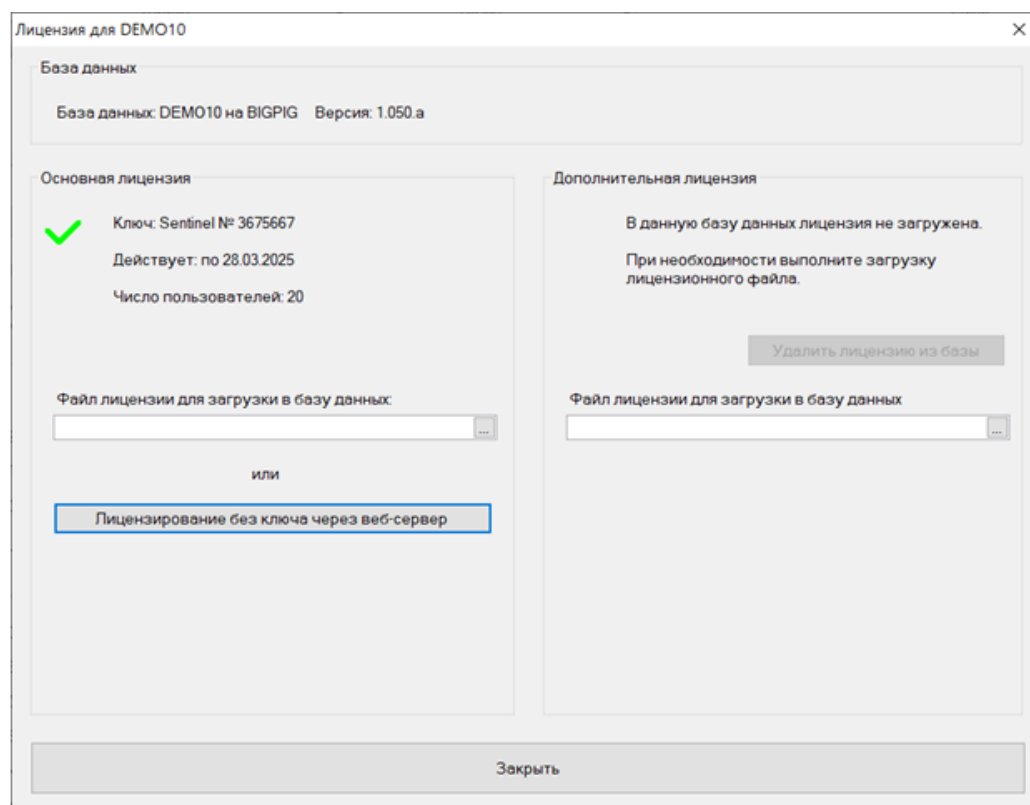 Лицензия для DEMO10
База данных
База данных: DEMO10 на BIGPIG Версия: 1.050.a
Основная лицензия
Ключ: Sentinel № 3675667
Действует: по 28.03.2025
Число пользователей: 20
Файл лицензии для загрузки в базу данных:
...
или
Лицензирование без ключа через веб-сервер
Дополнительная лицензия
В данную базу данных лицензия не загружена.
При необходимости выполните загрузку
лицензионного файла.
Удалить лицензию из базы
Файл лицензии для загрузки в базу данных
...
Закрыть